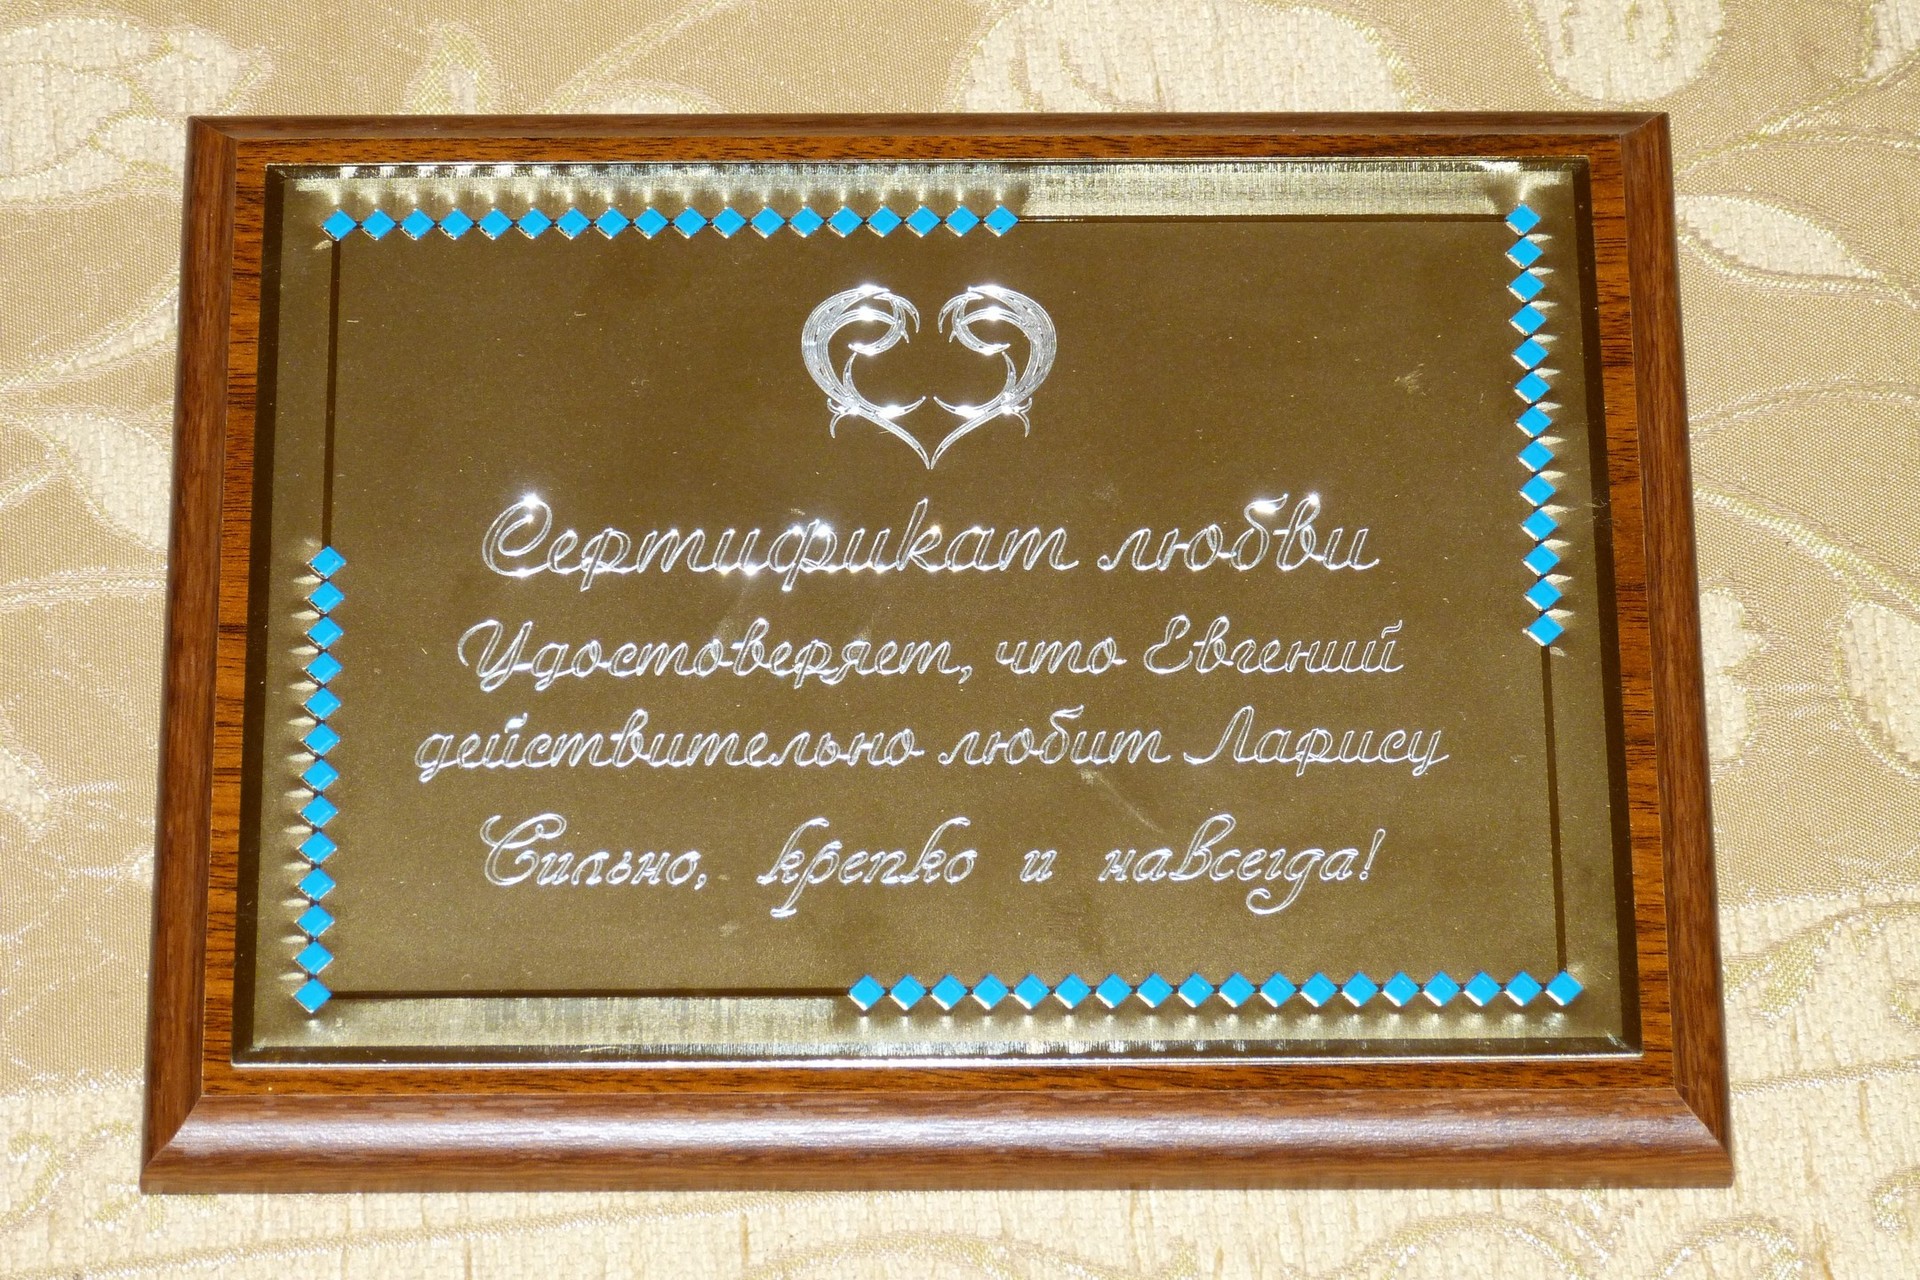 Сертификат любви
Удостоверяет, что Евгений
действительно любит Ларису
Сильно, крепко и навсегда!